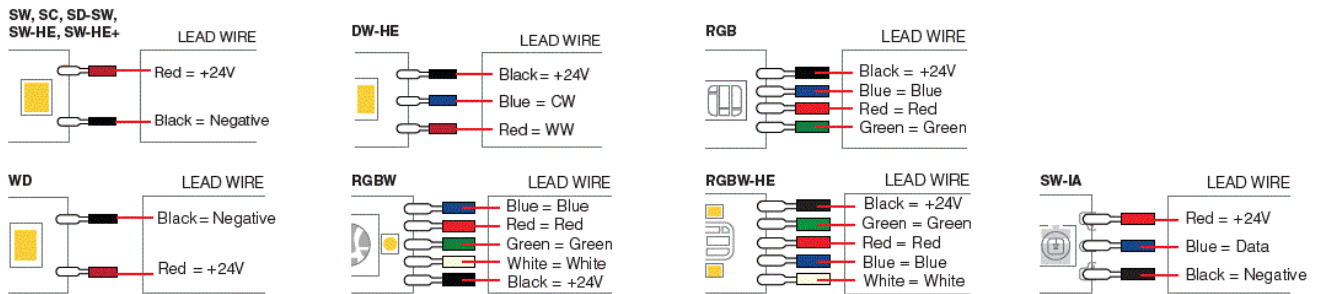 SW, SC, SD-SW,
SW-HE, SW-HE+
LEAD WIRE
Red = +24V
Black = Negative
DW-HE
LEAD WIRE
Black = +24V
Blue = CW
Red = WW
RGB
LEAD WIRE
Black = +24V
Blue = Blue
Red = Red
Green = Green
WD
LEAD WIRE
Black = Negative
Red = +24V
RGBW
LEAD WIRE
Blue = Blue
Red = Red
Green = Green
White = White
Black = +24V
RGBW-HE
LEAD WIRE
Black = +24V
Green = Green
Red = Red
Blue = Blue
White = White
SW-IA
LEAD WIRE
Red = +24V
Blue = Data
Black = Negative